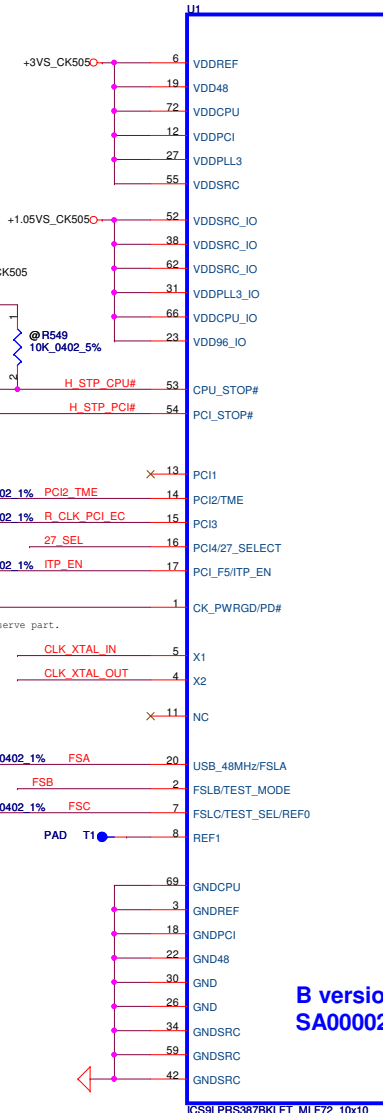 U1
+3VS_CK505 6 VDDREF
19 VDD48
72 VDDCPU
12 VDDPCI
27 VDDPLL3
55 VDDSRC
+1.05VS_CK505 52 VDDSRC_IO
38 VDDSRC_IO
62 VDDSRC_IO
CK505
31 VDDPLL3_IO
66 VDDCPU_IO
1
@ R549
10K_0402_5%
23 VDD96_IO
2
H_STP_CPU# 53 CPU_STOP#
H_STP_PCI# 54 PCI_STOP#
13 PCI1
02_1% PCI2_TME 14 PCI2/TME
02_1% R_CLK_PCI_EC 15 PCI3
27_SEL 16 PCI4/27_SELECT
02_1% ITP_EN 17 PCI_F5/ITP_EN
1 CK_PWRGD/PD#
serve part.
CLK_XTAL_IN 5 X1
CLK_XTAL_OUT 4 X2
11 NC
0402_1% FSA 20 USB_48MHz/FSLA
FSB 2 FSLB/TEST_MODE
0402_1% FSC 7 FSLC/TEST_SEL/REF0
PAD T1 8 REF1
69 GNDCPU
3 GNDREF
18 GNDPCI
22 GND48
30 GND
26 GND
34 GNDSRC
59 GNDSRC
42 GNDSRC
B versio
SA00002
ICS9LPRS387BKLFT_MLF72_10x10